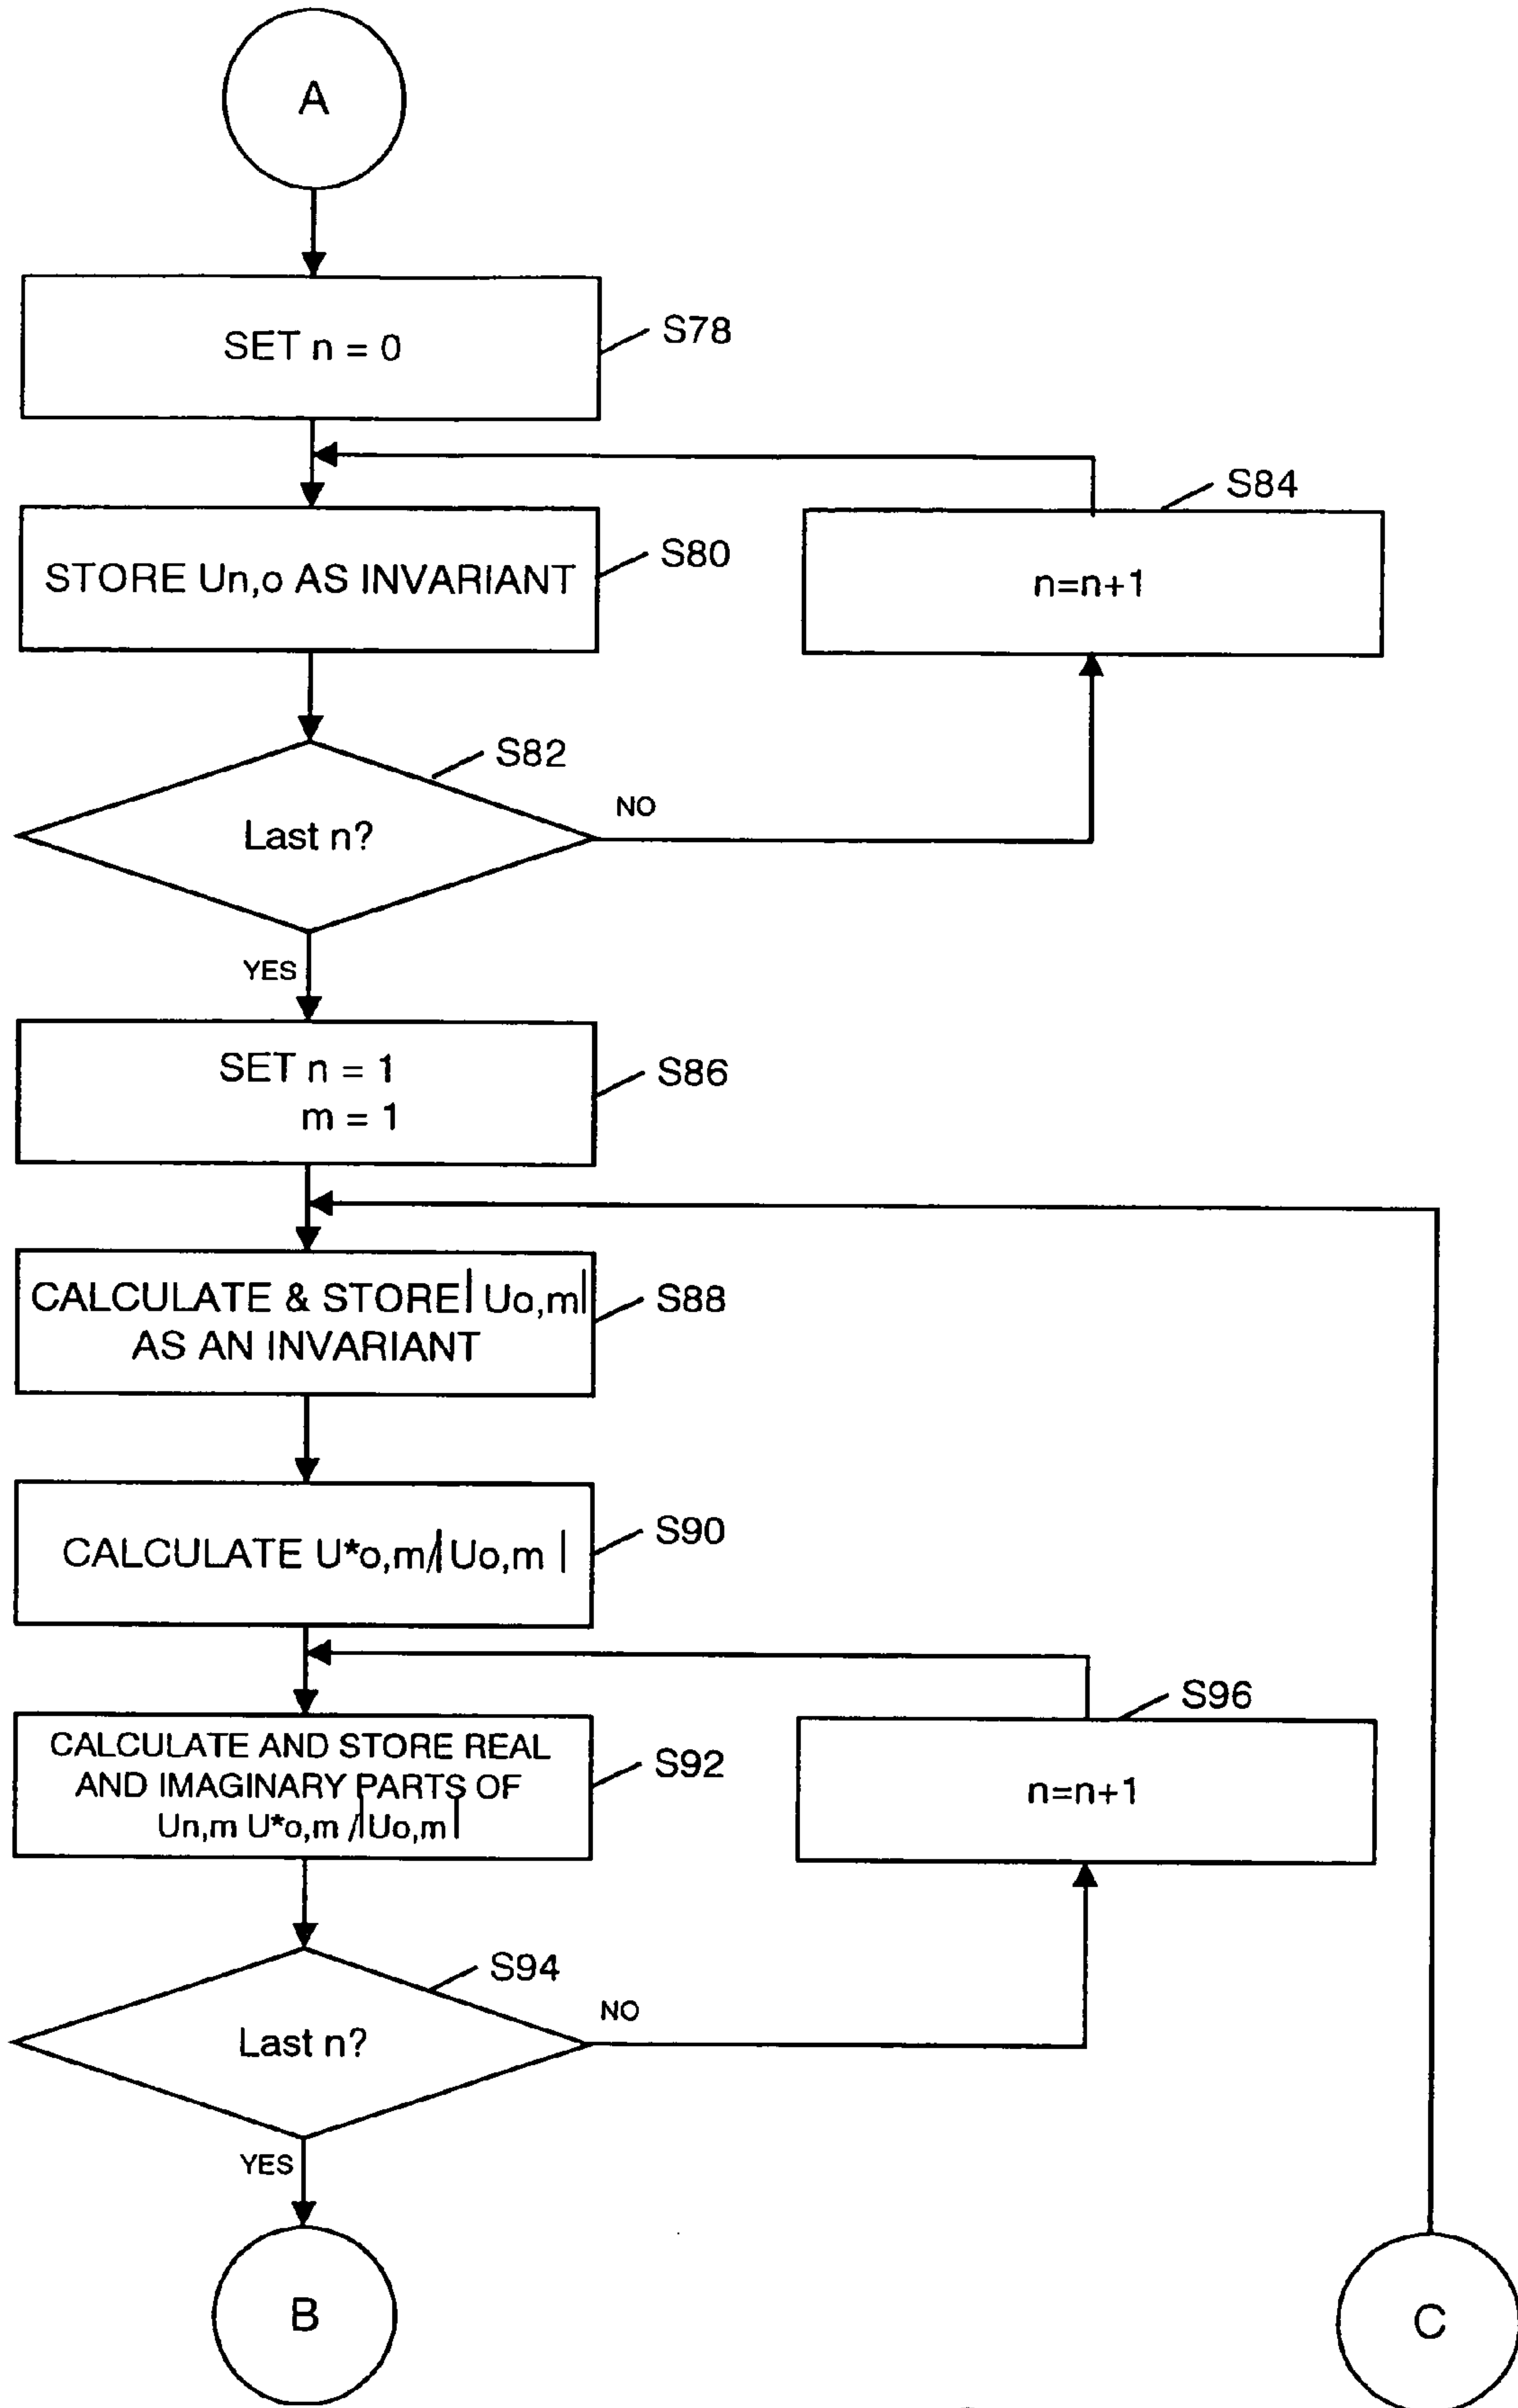 A
SET n = 0
S78
S84
STORE Un,o AS INVARIANT
S80
n=n+1
S82
Last n?
NO
YES
SET n = 1
m = 1
S86
CALCULATE & STORE| Uo,m|
AS AN INVARIANT
S88
CALCULATE U*o,m/|Uo,m |
S90
S96
CALCULATE AND STORE REAL
AND IMAGINARY PARTS OF
Un,m U*o,m /|Uo,m|
S92
n=n+1
S94
Last n?
NO
YES
B
C